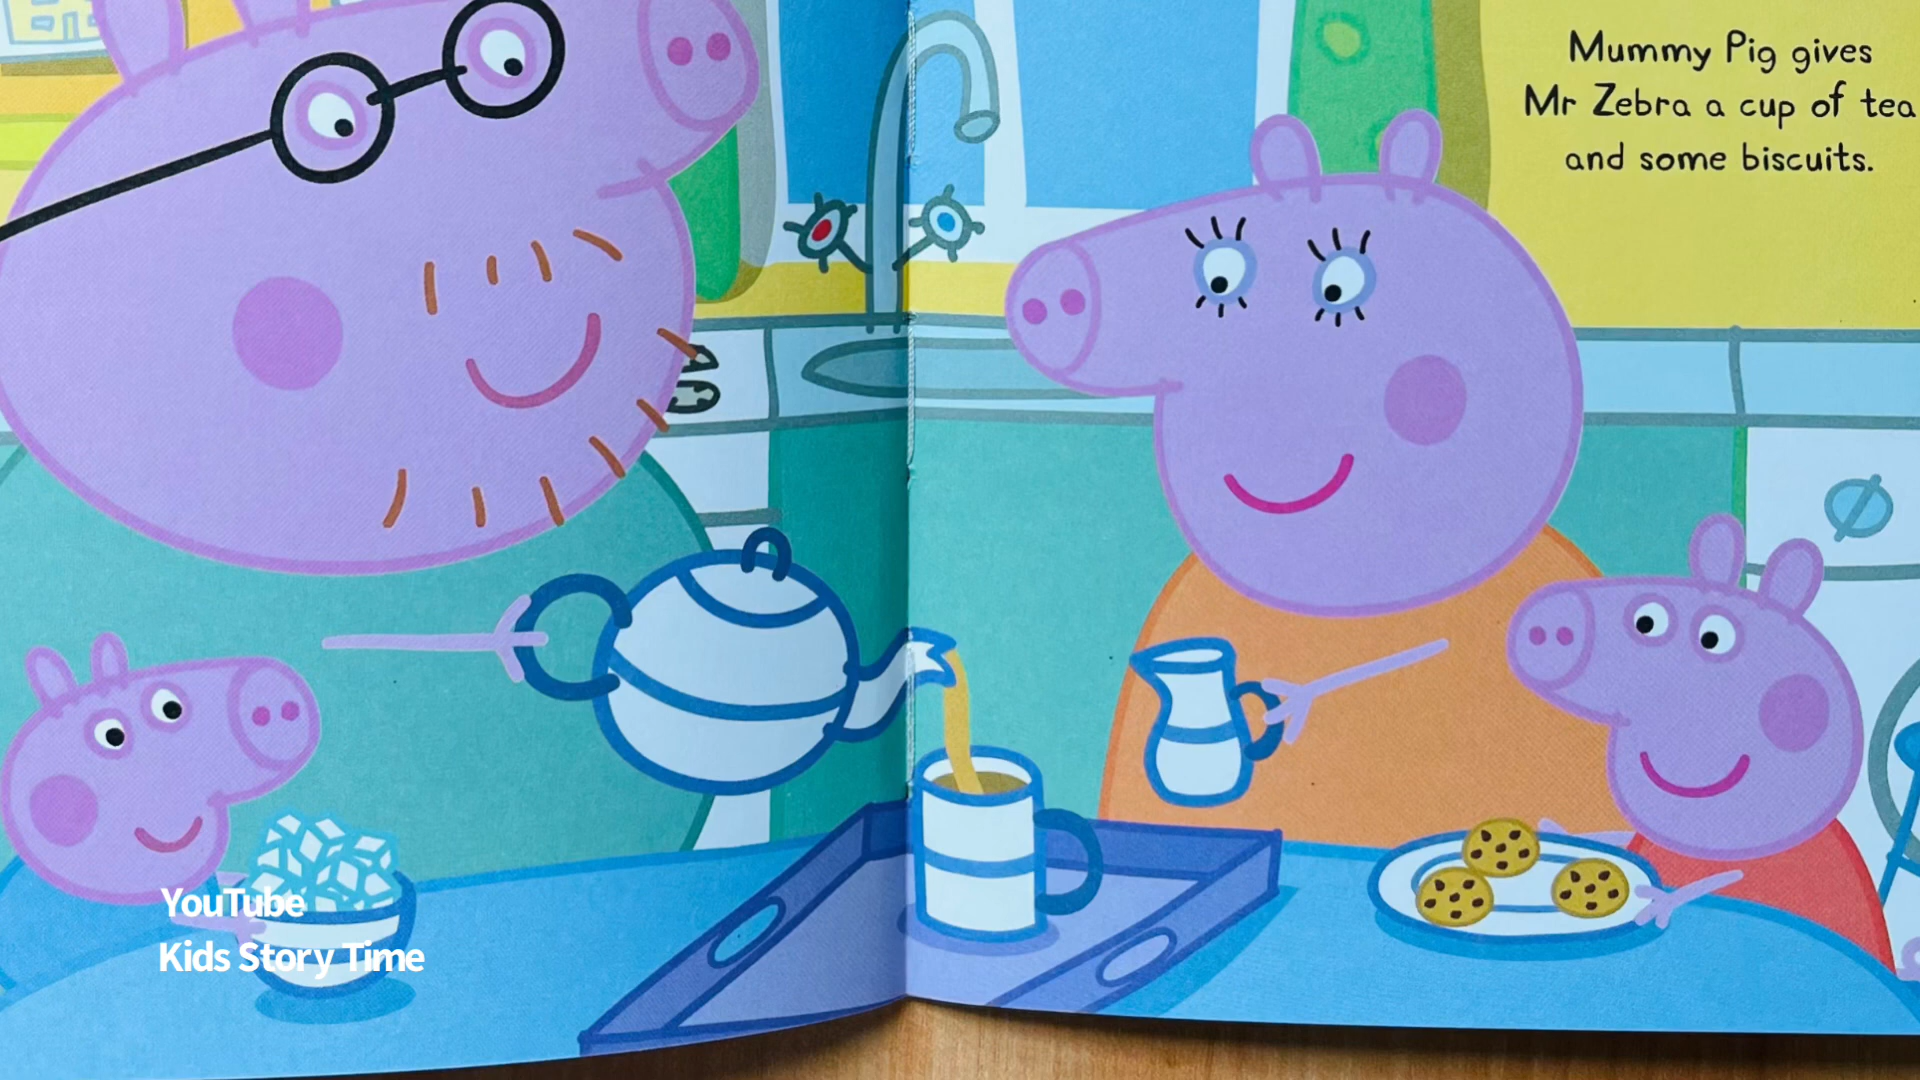 Mummy Pig gives
Mr Zebra a cup of tea
and some biscuits.
YouTube
Kids Story Time